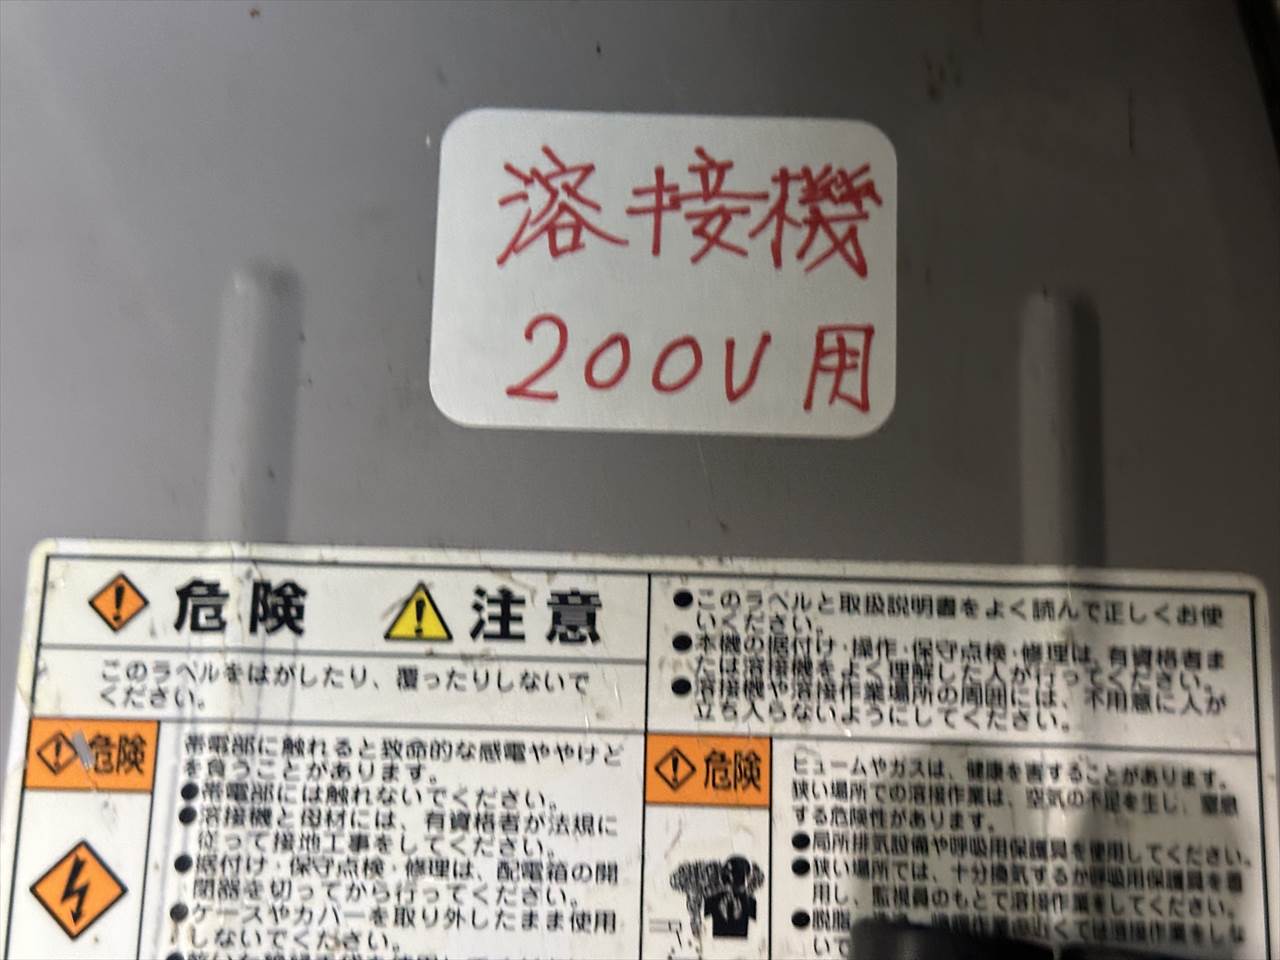 溶接機
200V用
危険
注意
このラベルをはがしたり、覆ったりしないで
ください。
●このラベルと取扱説明書をよく読んで正しくお使
いください。
●本機の据付け・操作・保守点検・修理は、有資格者ま
たは溶接機をよく理解した人が行ってください。
●溶接機や溶接作業場所の周囲には、不用意に人が
立ち入らないようにしてください。
危険
帯電部に触れると致命的な感電ややけど
を負うことがあります。
●帯電部には触れないでください。
●溶接機と母材には、有資格者が法規に
従って接地工事をしてください。
●据付け・保守点検・修理は、配電箱の開
閉器を切ってから行ってください。
●ケースやカバーを取り外したまま使用
しないでください。
危険
ヒュームやガスは、健康を害することがあります。
狭い場所での溶接作業は、空気の不足を生じ、窒息
する危険性があります。
●局所排気設備や呼吸用保護具を使用してください。
●狭い場所では、十分換気するか呼吸用保護具を着
用し、監視員のもとで溶接作業をしてください。
●脱脂・ 作業の近くでは溶接作業をしな
いで